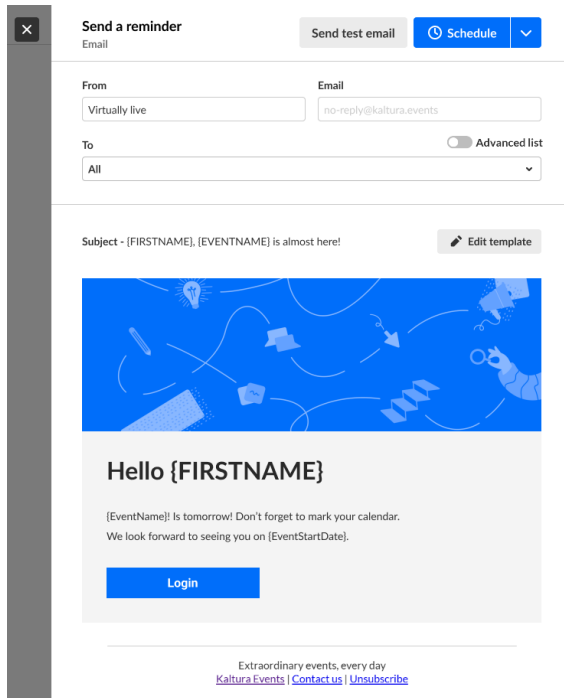 Send a reminder
Email
Send test email
Schedule
From
Email
Virtually live
no-reply@kaltura.events
To
Advanced list
All
Subject - {FIRSTNAME}, {EVENTNAME} is almost here!
Edit template
Hello {FIRSTNAME}
{EventName}! Is tomorrow! Don't forget to mark your calendar.
We look forward to seeing you on {EventStartDate}.
Login
Extraordinary events, every day
Kaltura Events | Contact us | Unsubscribe